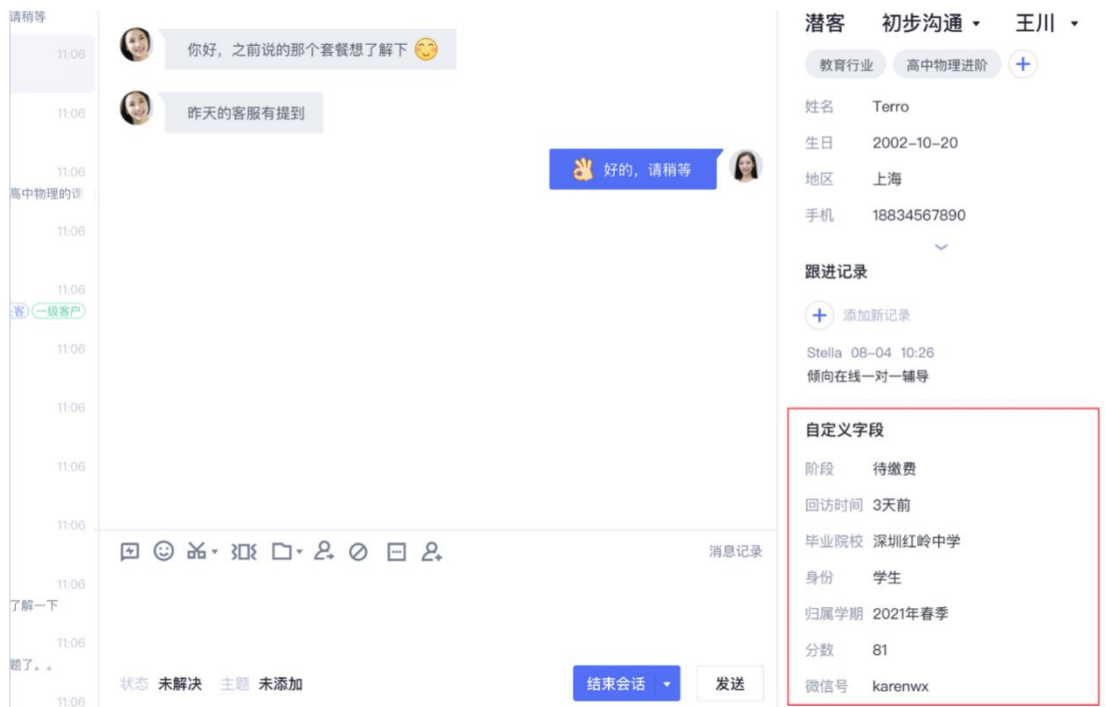 请稍等
11:06
11:06
11:06
高中物理的课
11:06
11:06
客 一级客户
11:06
11:06
11:06
11:06
11:06
了解一下
11:06
题了。。
11:06
你好，之前说的那个套餐想了解下
昨天的客服有提到
好的，请稍等
消息记录
状态 未解决 主题 未添加
结束会话
发送
潜客 初步沟通 王川
教育行业 高中物理进阶
姓名 Terro
生日 2002-10-20
地区 上海
手机 18834567890
跟进记录
添加新记录
Stella 08-04 10:26
倾向在线一对一辅导
自定义字段
阶段 待缴费
回访时间 3天前
毕业院校 深圳红岭中学
身份 学生
归属学期 2021年春季
分数 81
微信号 karenwx